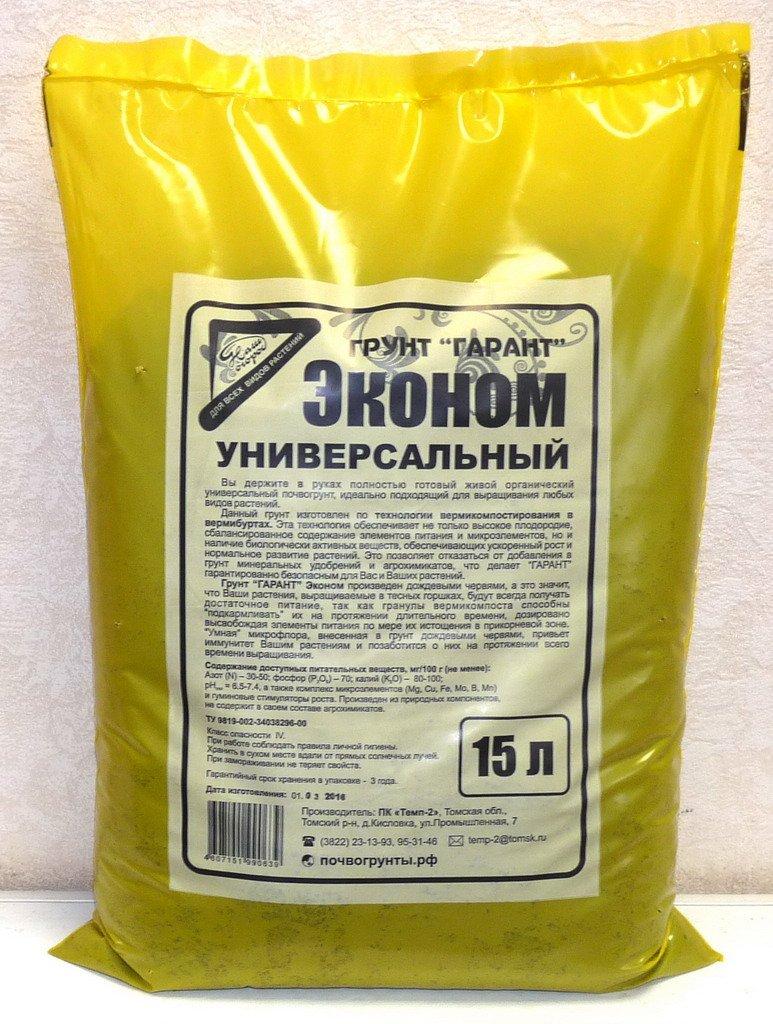 Наш огород
ДЛЯ ВСЕХ ВИДОВ РАСТЕНИЙ
ГРУНТ "ГАРАНТ"
ЭКОНОМ
УНИВЕРСАЛЬНЫЙ
Вы держите в руках полностью готовый живой органический
универсальный почвогрунт, идеально подходящий для выращивания любых
видов растений.
Данный грунт изготовлен по технологии вермикомпостирования в
вермибуртах. Эта технология обеспечивает не только высокое плодородие,
сбалансированное содержание элементов питания и микроэлементов, но и
наличие биологически активных веществ, обеспечивающих ускоренный рост и
нормальное развитие растений. Это позволяет отказаться от добавления в
грунт минеральных удобрений и агрохимикатов, что делает "ГАРАНТ"
гарантированно безопасным для Вас и Ваших растений.
Грунт "ГАРАНТ" Эконом произведен дождевыми червями, а это значит,
что Ваши растения, выращиваемые в тесных горшках, будут всегда получать
достаточное питание, так как гранулы вермикомпоста способны
"подкармливать" их на протяжении длительного времени, дозировано
высвобождая элементы питания по мере их истощения в прикорневой зоне.
"Умная" микрофлора, внесенная в грунт дождевыми червями, привьет
иммунитет Вашим растениям и позаботится о них на протяжении всего
времени выращивания.
Содержание доступных питательных веществ, мг/100 г (не менее):
Азот (N) – 30-50; фосфор (P₂O₅) – 70; калий (K₂O) – 80-100;
pHсол = 6.5-7.4, а также комплекс микроэлементов (Mg, Cu, Fe, Mo, B, Mn)
и гуминовые стимуляторы роста. Произведен из природных компонентов,
не содержит в своем составе агрохимикатов.
ТУ 9819-002-34038296-00
Класс опасности IV.
При работе соблюдать правила личной гигиены.
Хранить в сухом месте вдали от прямых солнечных лучей.
При замораживании не теряет свойств.
Гарантийный срок хранения в упаковке - 3 года.
Дата изготовления: 01. 0 3 2016
15 л
Производитель: ПК «Темп-2», Томская обл.,
Томский р-н, д.Кисловка, ул.Промышленная, 7
(3822) 23-13-93, 95-31-46 temp-2@tomsk.ru
почвогрунты.рф
4607151990639